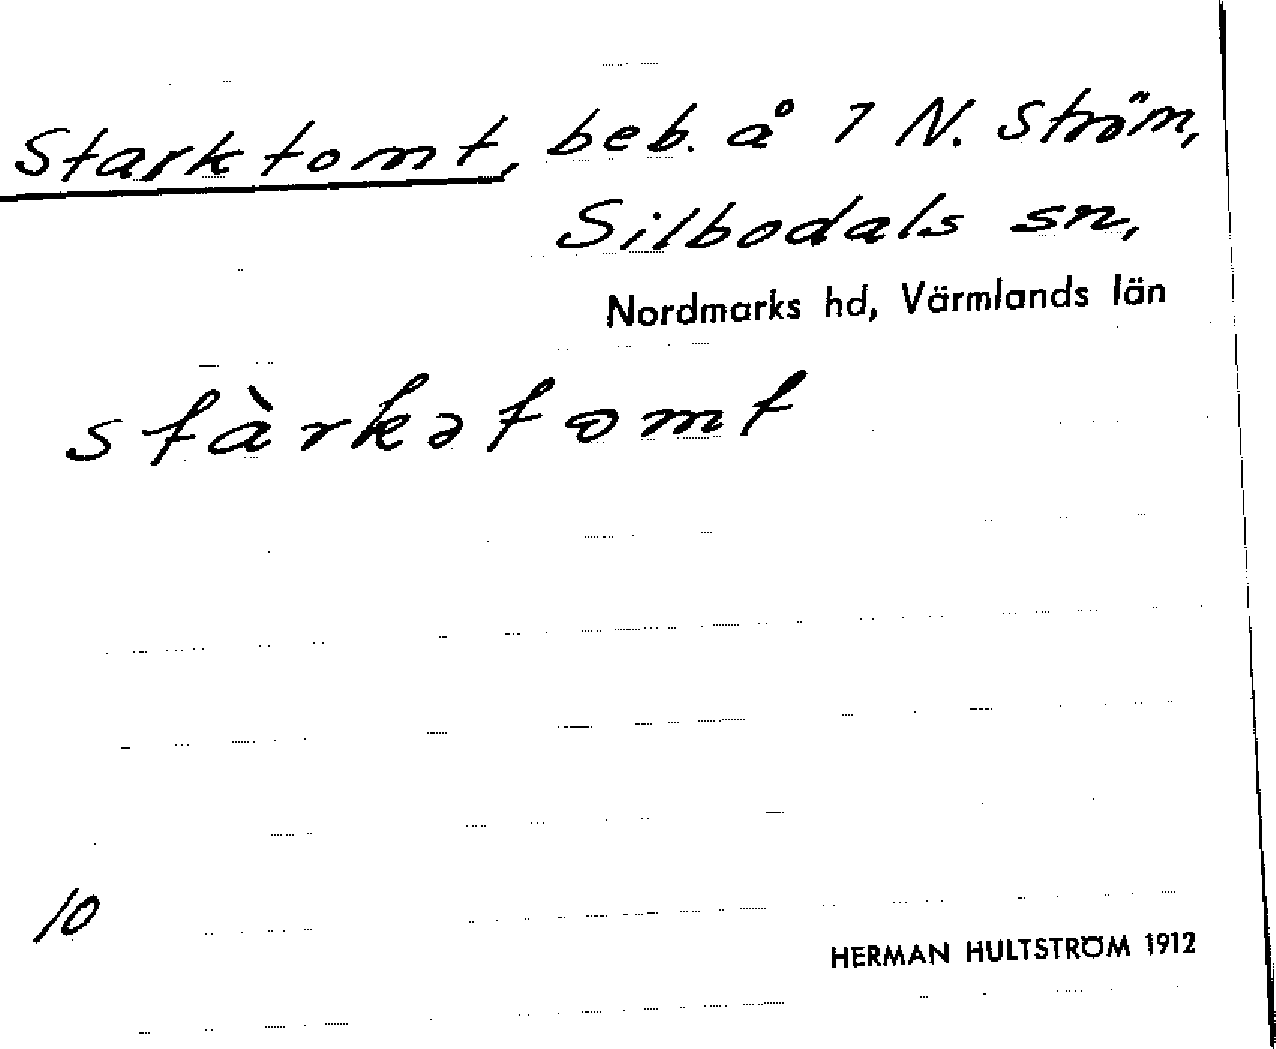 Starktomt, beb. å 7 N. Ström,
Silbodals sn,
Nordmarks hd, Värmlands län
stàrkətomt
10
HERMAN HULTSTRÖM 1912